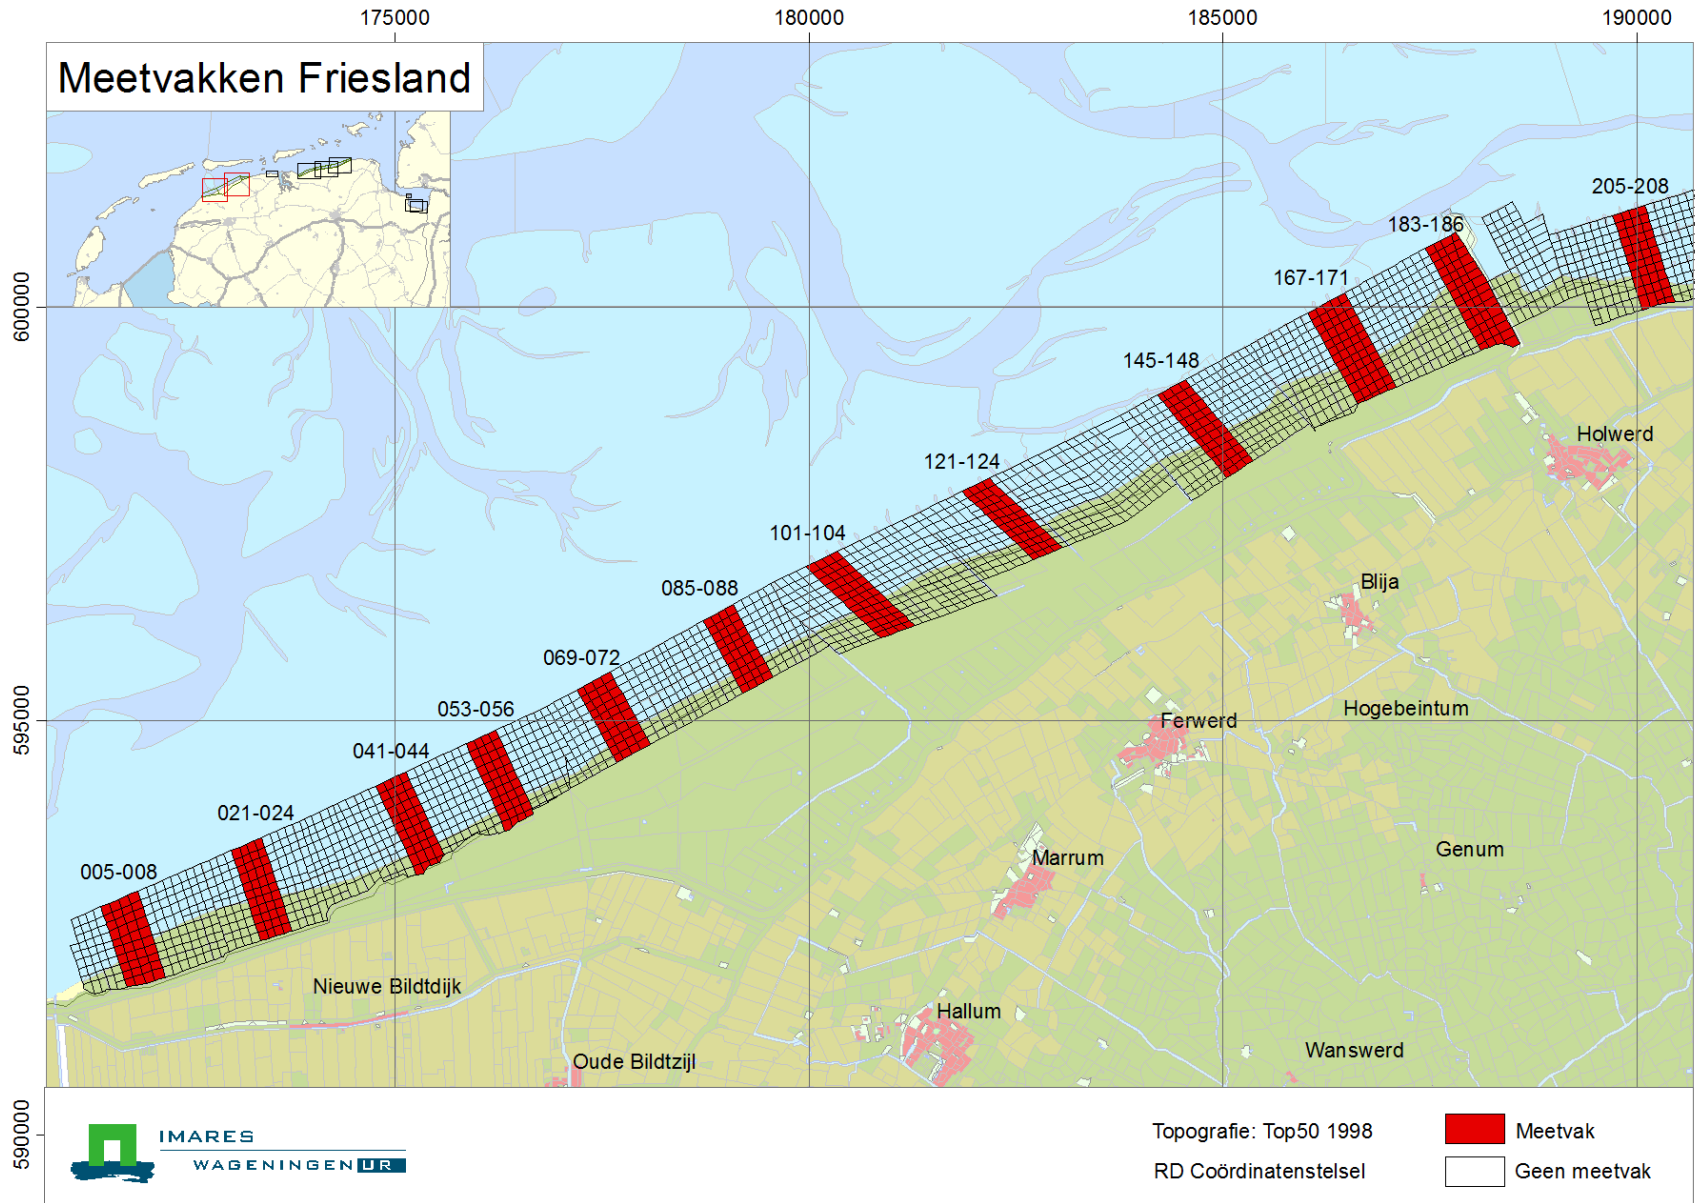 175000 180000 185000 190000
Meetvakken Friesland
205-208
183-186
167-171
600000
145-148
Holwerd
121-124
101-104
Blija
085-088
069-072
053-056
Hogebeintum
595000
Ferwerd
041-044
021-024
Genum
Marrum
005-008
Nieuwe Bildtdijk
Hallum
Wanswerd
Oude Bildtzijl
590000
IMARES
WAGENINGEN UR
Topografie: Top50 1998
RD Coördinatenstelsel
Meetvak
Geen meetvak